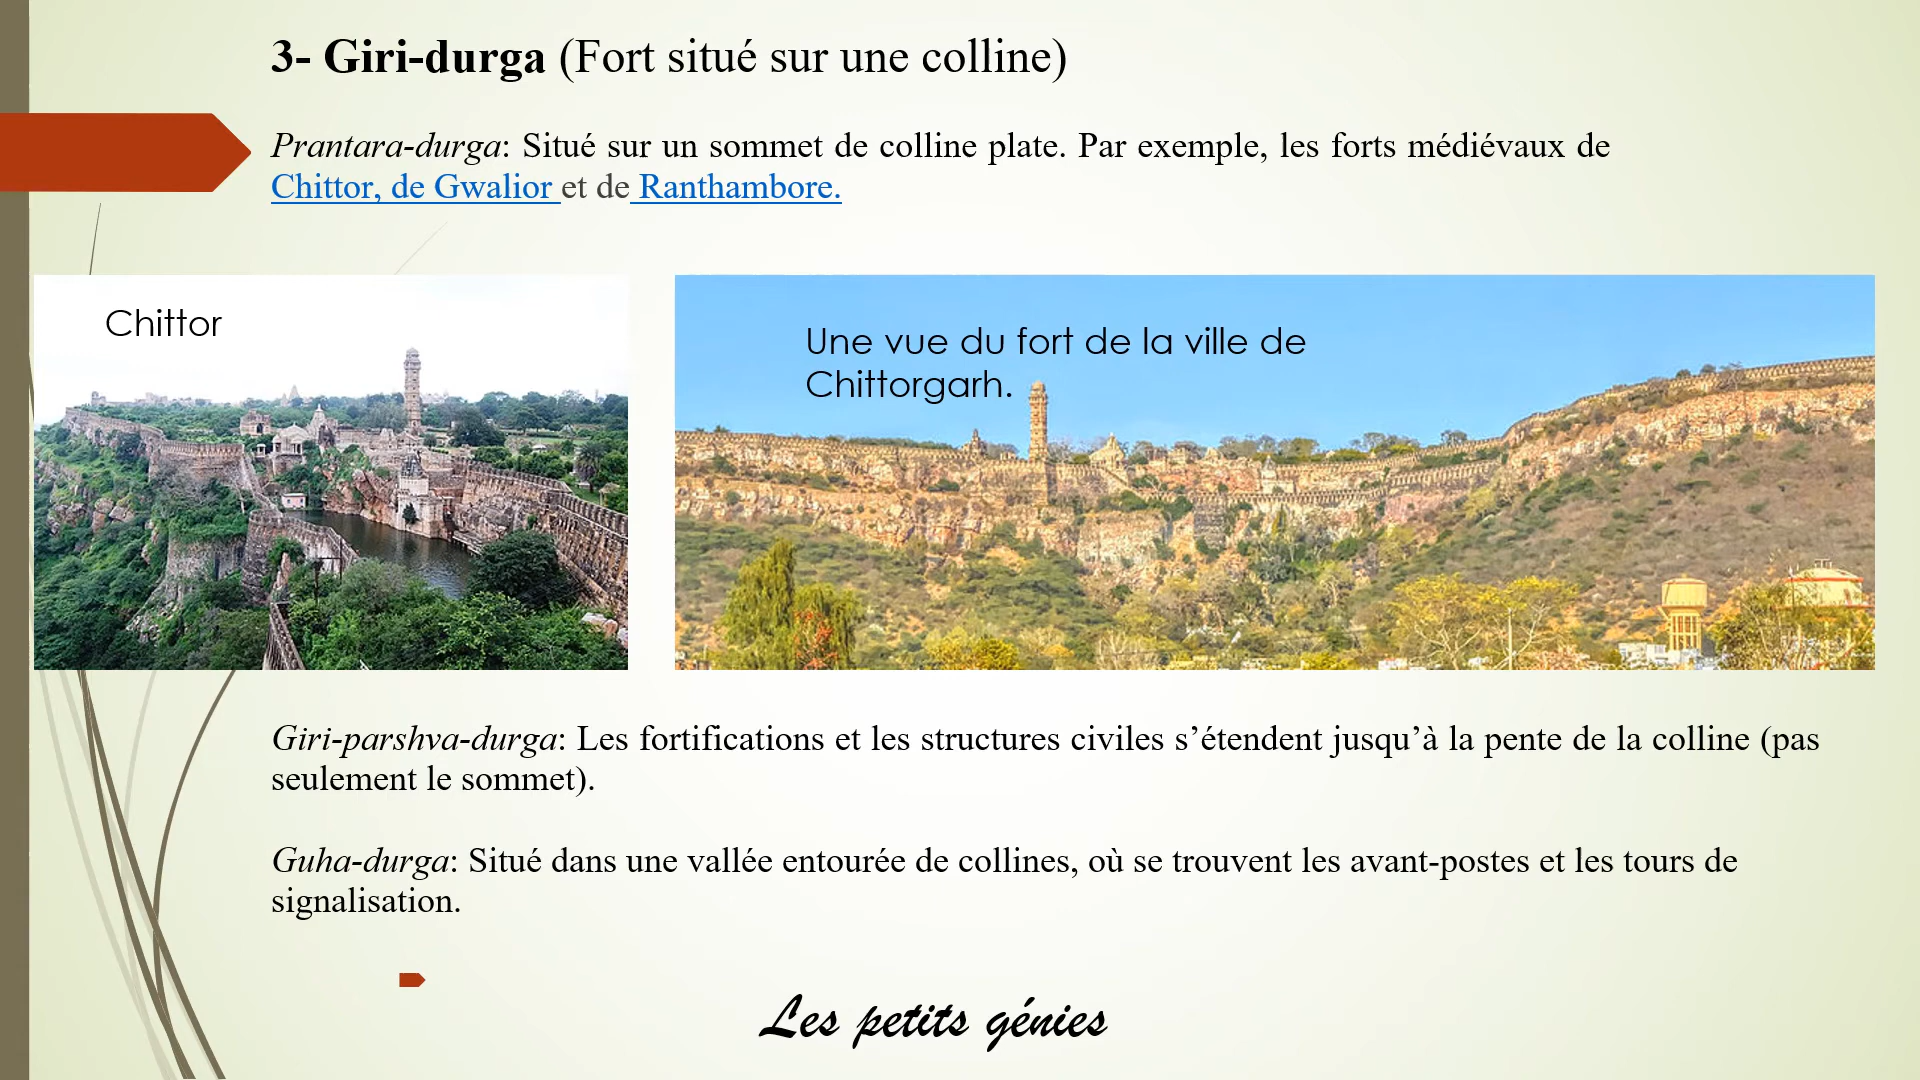 3- Giri-durga (Fort situé sur une colline)
Prantara-durga: Situé sur un sommet de colline plate. Par exemple, les forts médiévaux de
Chittor, de Gwalior et de Ranthambore.
Chittor
Une vue du fort de la ville de
Chittorgarh.
Giri-parshva-durga: Les fortifications et les structures civiles s’étendent jusqu’à la pente de la colline (pas
seulement le sommet).
Guha-durga: Situé dans une vallée entourée de collines, où se trouvent les avant-postes et les tours de
signalisation.
Les petits génies